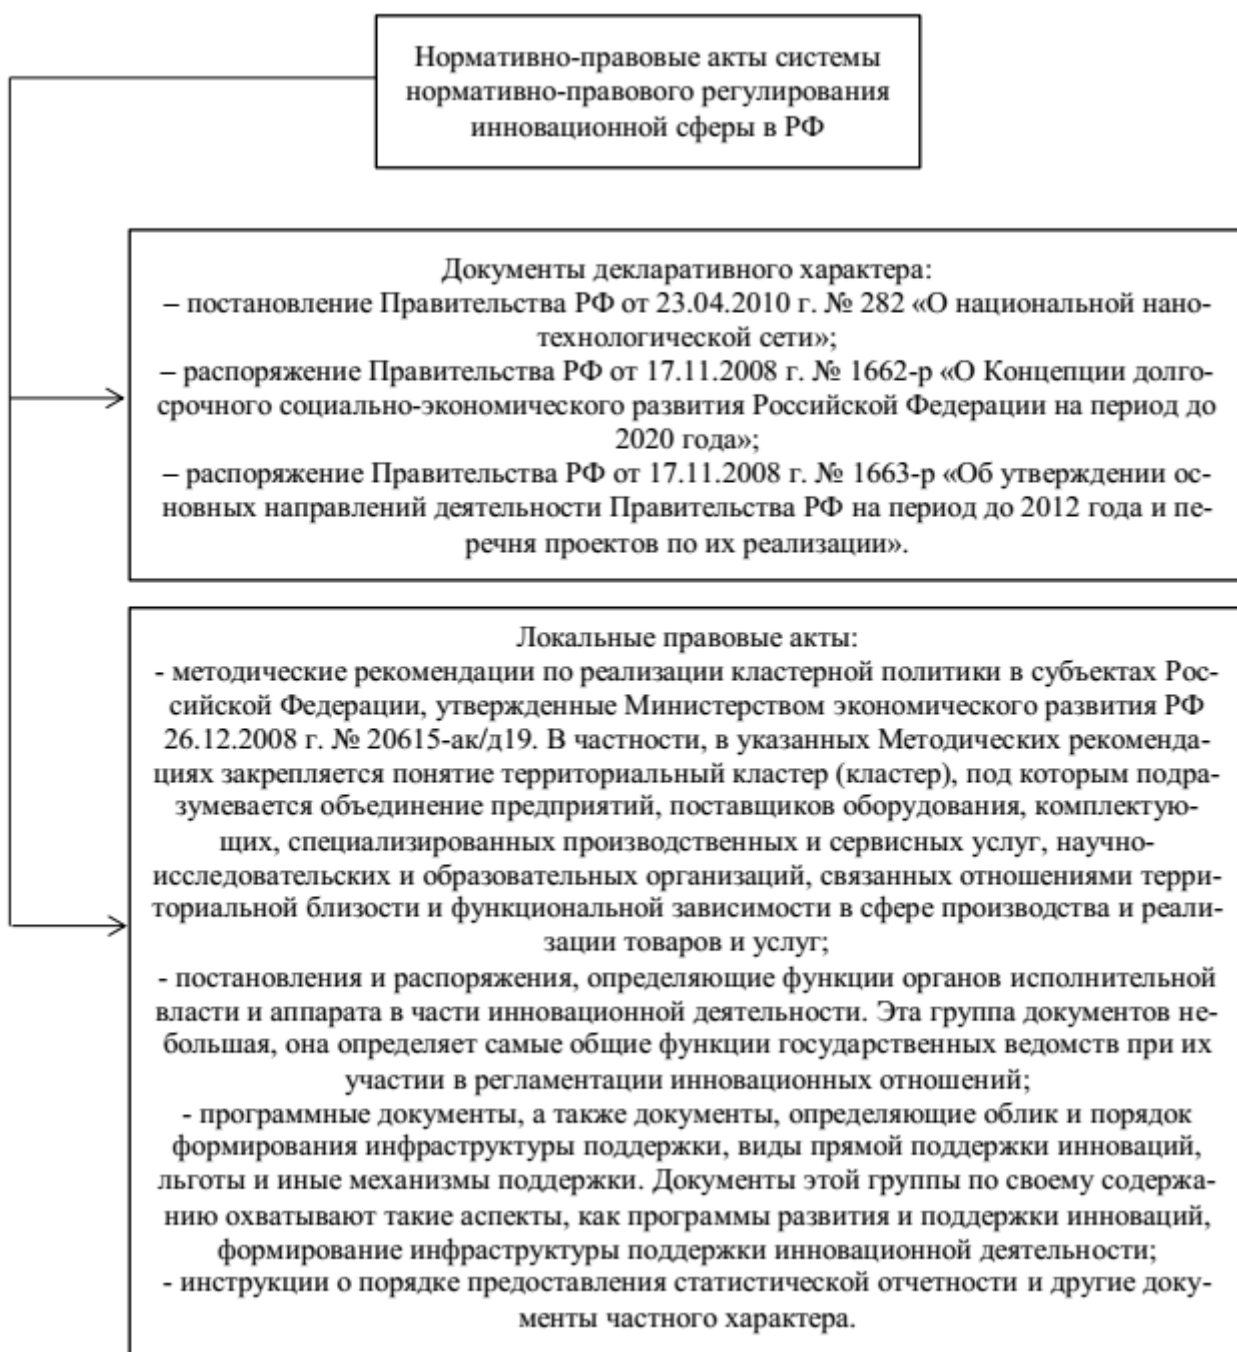 Нормативно-правовые акты системы
нормативно-правового регулирования
инновационной сферы в РФ
Документы декларативного характера:
– постановление Правительства РФ от 23.04.2010 г. № 282 «О национальной нано-
технологической сети»;
– распоряжение Правительства РФ от 17.11.2008 г. № 1662-р «О Концепции долго-
срочного социально-экономического развития Российской Федерации на период до
2020 года»;
– распоряжение Правительства РФ от 17.11.2008 г. № 1663-р «Об утверждении ос-
новных направлений деятельности Правительства РФ на период до 2012 года и пе-
речня проектов по их реализации».
Локальные правовые акты:
- методические рекомендации по реализации кластерной политики в субъектах Рос-
сийской Федерации, утвержденные Министерством экономического развития РФ
26.12.2008 г. № 20615-ак/д19. В частности, в указанных Методических рекоменда-
циях закрепляется понятие территориальный кластер (кластер), под которым подра-
зумевается объединение предприятий, поставщиков оборудования, комплектую-
щих, специализированных производственных и сервисных услуг, научно-
исследовательских и образовательных организаций, связанных отношениями терри-
ториальной близости и функциональной зависимости в сфере производства и реали-
зации товаров и услуг;
- постановления и распоряжения, определяющие функции органов исполнительной
власти и аппарата в части инновационной деятельности. Эта группа документов не-
большая, она определяет самые общие функции государственных ведомств при их
участии в регламентации инновационных отношений;
- программные документы, а также документы, определяющие облик и порядок
формирования инфраструктуры поддержки, виды прямой поддержки инноваций,
льготы и иные механизмы поддержки. Документы этой группы по своему содержа-
нию охватывают такие аспекты, как программы развития и поддержки инноваций,
формирование инфраструктуры поддержки инновационной деятельности;
- инструкции о порядке предоставления статистической отчетности и другие доку-
менты частного характера.